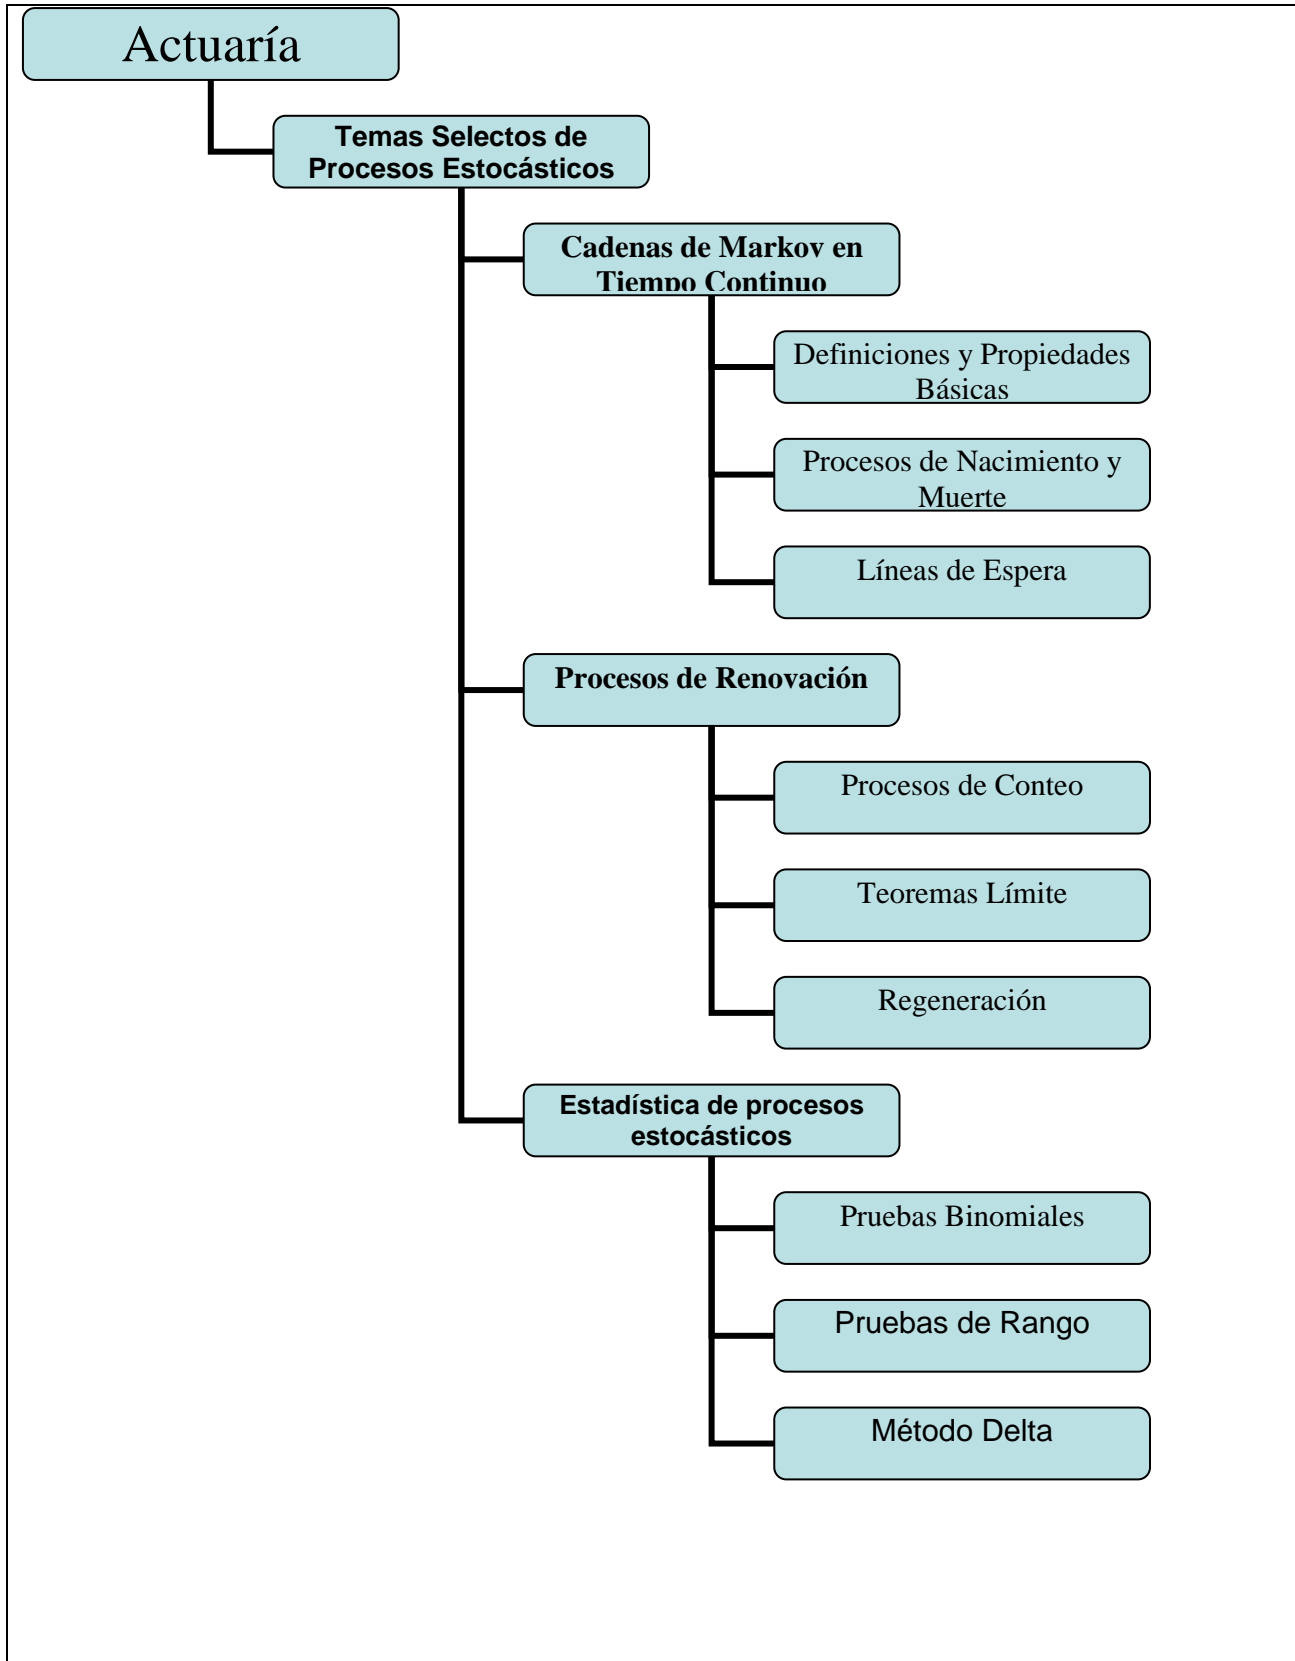 Actuaría
Temas Selectos de
Procesos Estocásticos
Cadenas de Markov en
Tiempo Continuo
Definiciones y Propiedades
Básicas
Procesos de Nacimiento y
Muerte
Líneas de Espera
Procesos de Renovación
Procesos de Conteo
Teoremas Límite
Regeneración
Estadística de procesos
estocásticos
Pruebas Binomiales
Pruebas de Rango
Método Delta